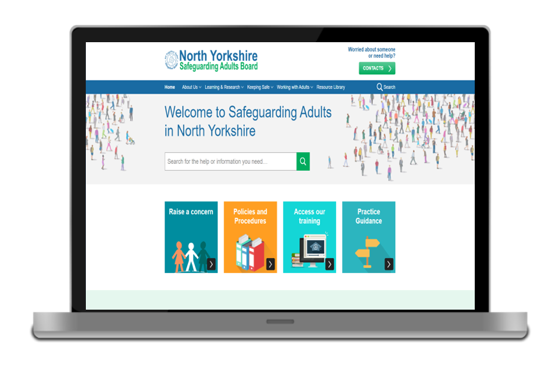 North Yorkshire
Safeguarding Adults Board
Worried about someone
or need help?
CONTACTS
Home About Us Learning & Research Keeping Safe Working with Adults Resource Library Search
Welcome to Safeguarding Adults
in North Yorkshire
Search for the help or information you need...
Raise a concern
Policies and
Procedures
Access our
training
Practice
Guidance